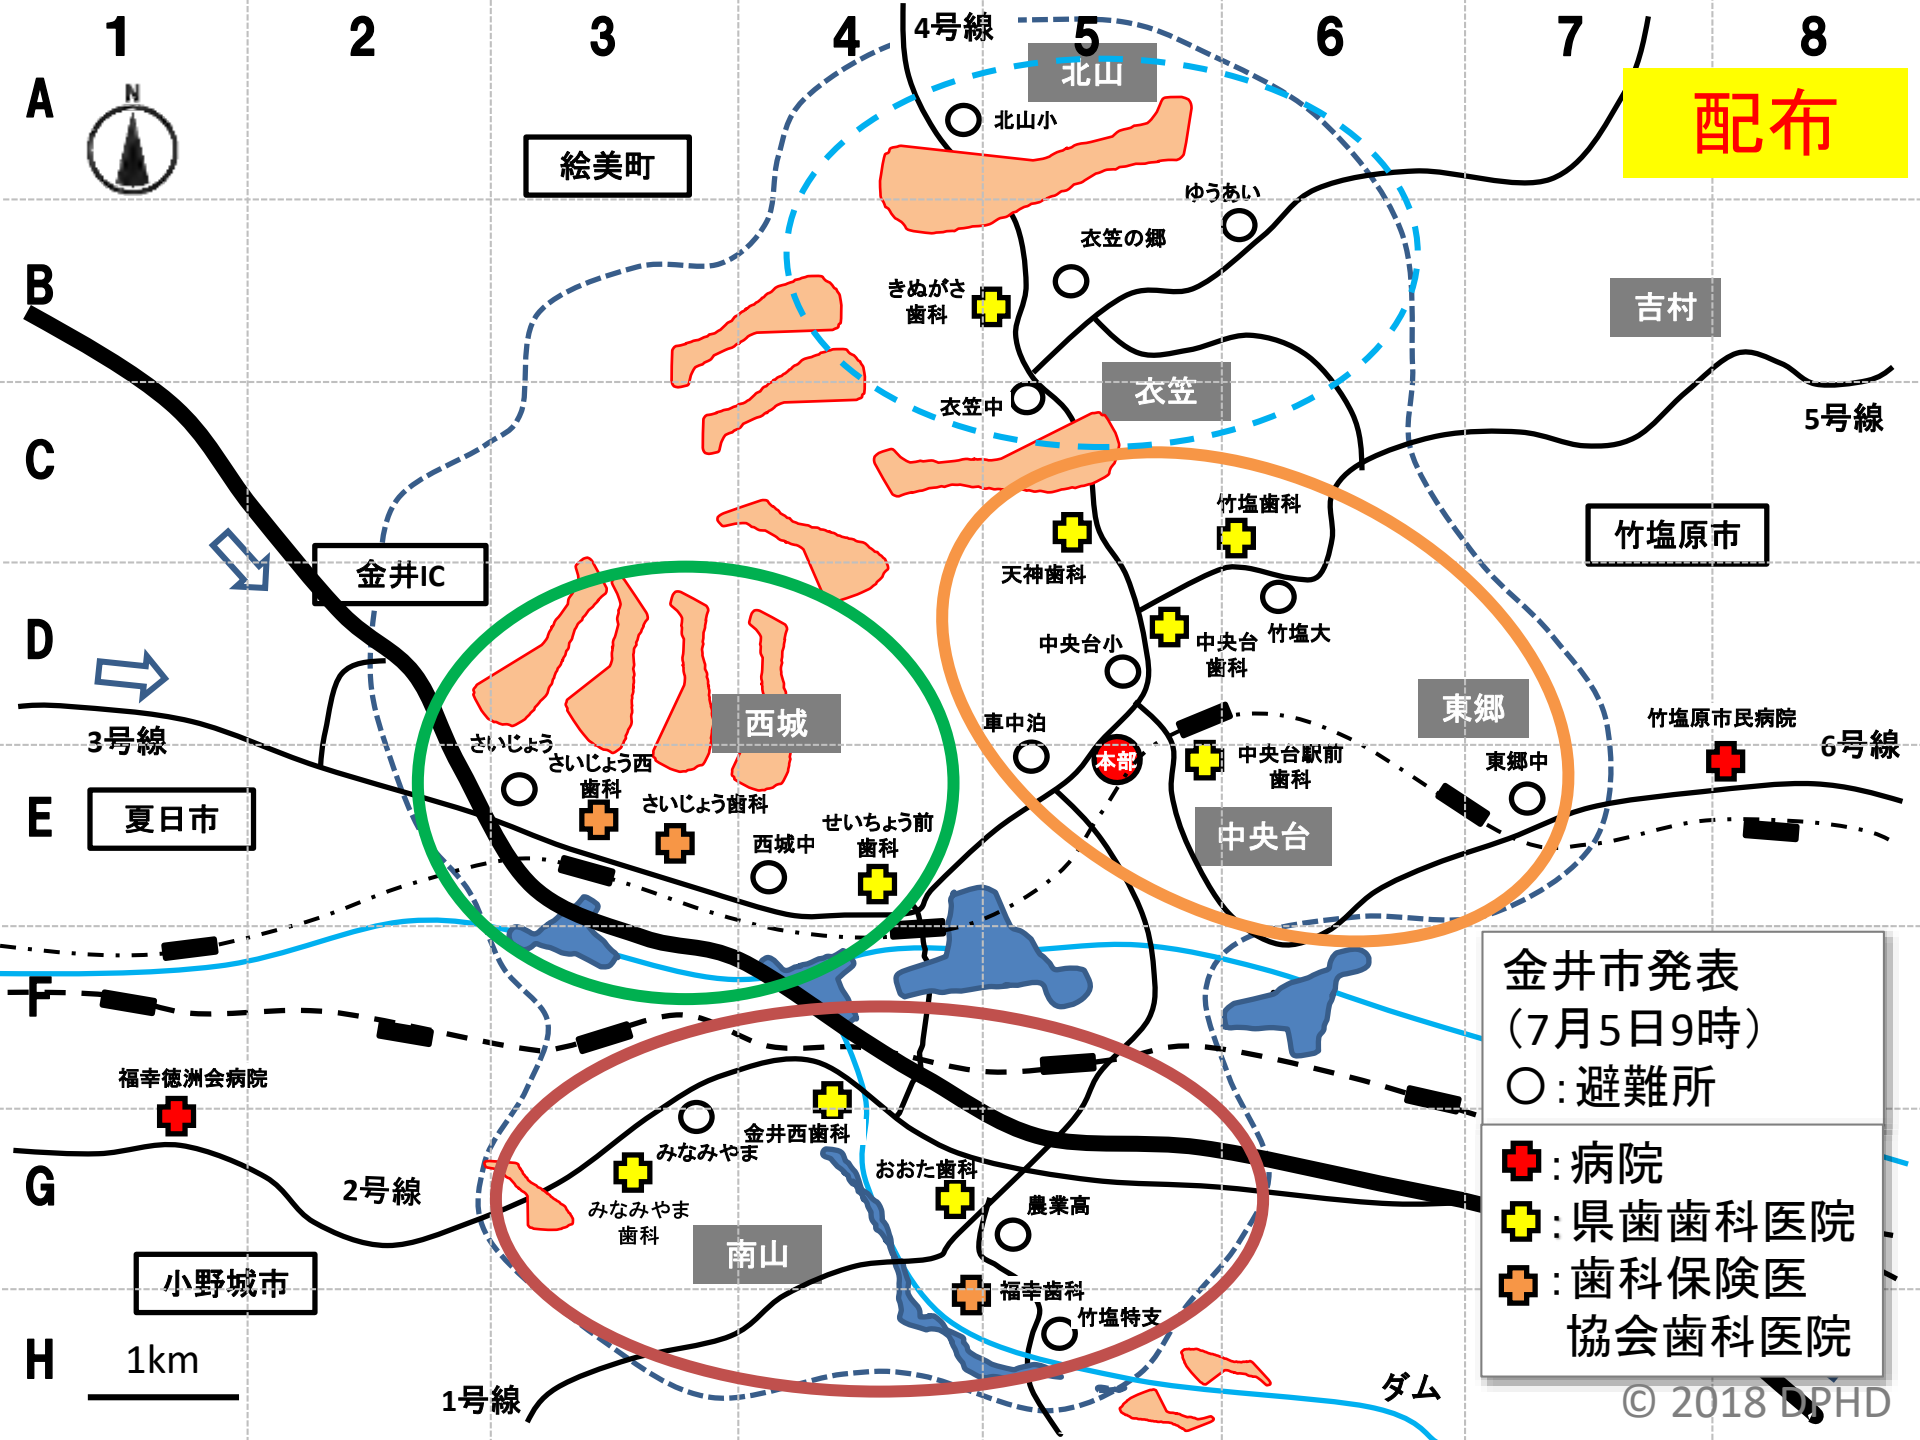 1
2
3
4
5
6
7
8
4号線
A
N
北山
北山小
配布
絵美町
ゆうあい
衣笠の郷
B
きぬがさ
歯科
吉村
衣笠
衣笠中
5号線
C
竹塩歯科
竹塩原市
金井IC
天神歯科
D
中央台小
中央台
歯科
竹塩大
西城
東郷
車中泊
3号線
さいじょう
さいじょう西
歯科
本部
中央台駅前
歯科
東郷中
竹塩原市民病院
6号線
E
夏日市
さいじょう歯科
せいちょう前
歯科
西城中
中央台
F
金井市発表
（7月5日9時）
○：避難所
福幸徳洲会病院
金井西歯科
みなみやま
おおた歯科
：病院
G
2号線
みなみやま
歯科
農業高
：県歯歯科医院
南山
小野城市
福幸歯科
：歯科保険医
協会歯科医院
竹塩特支
H
1km
1号線
ダム
© 2018 DPHD